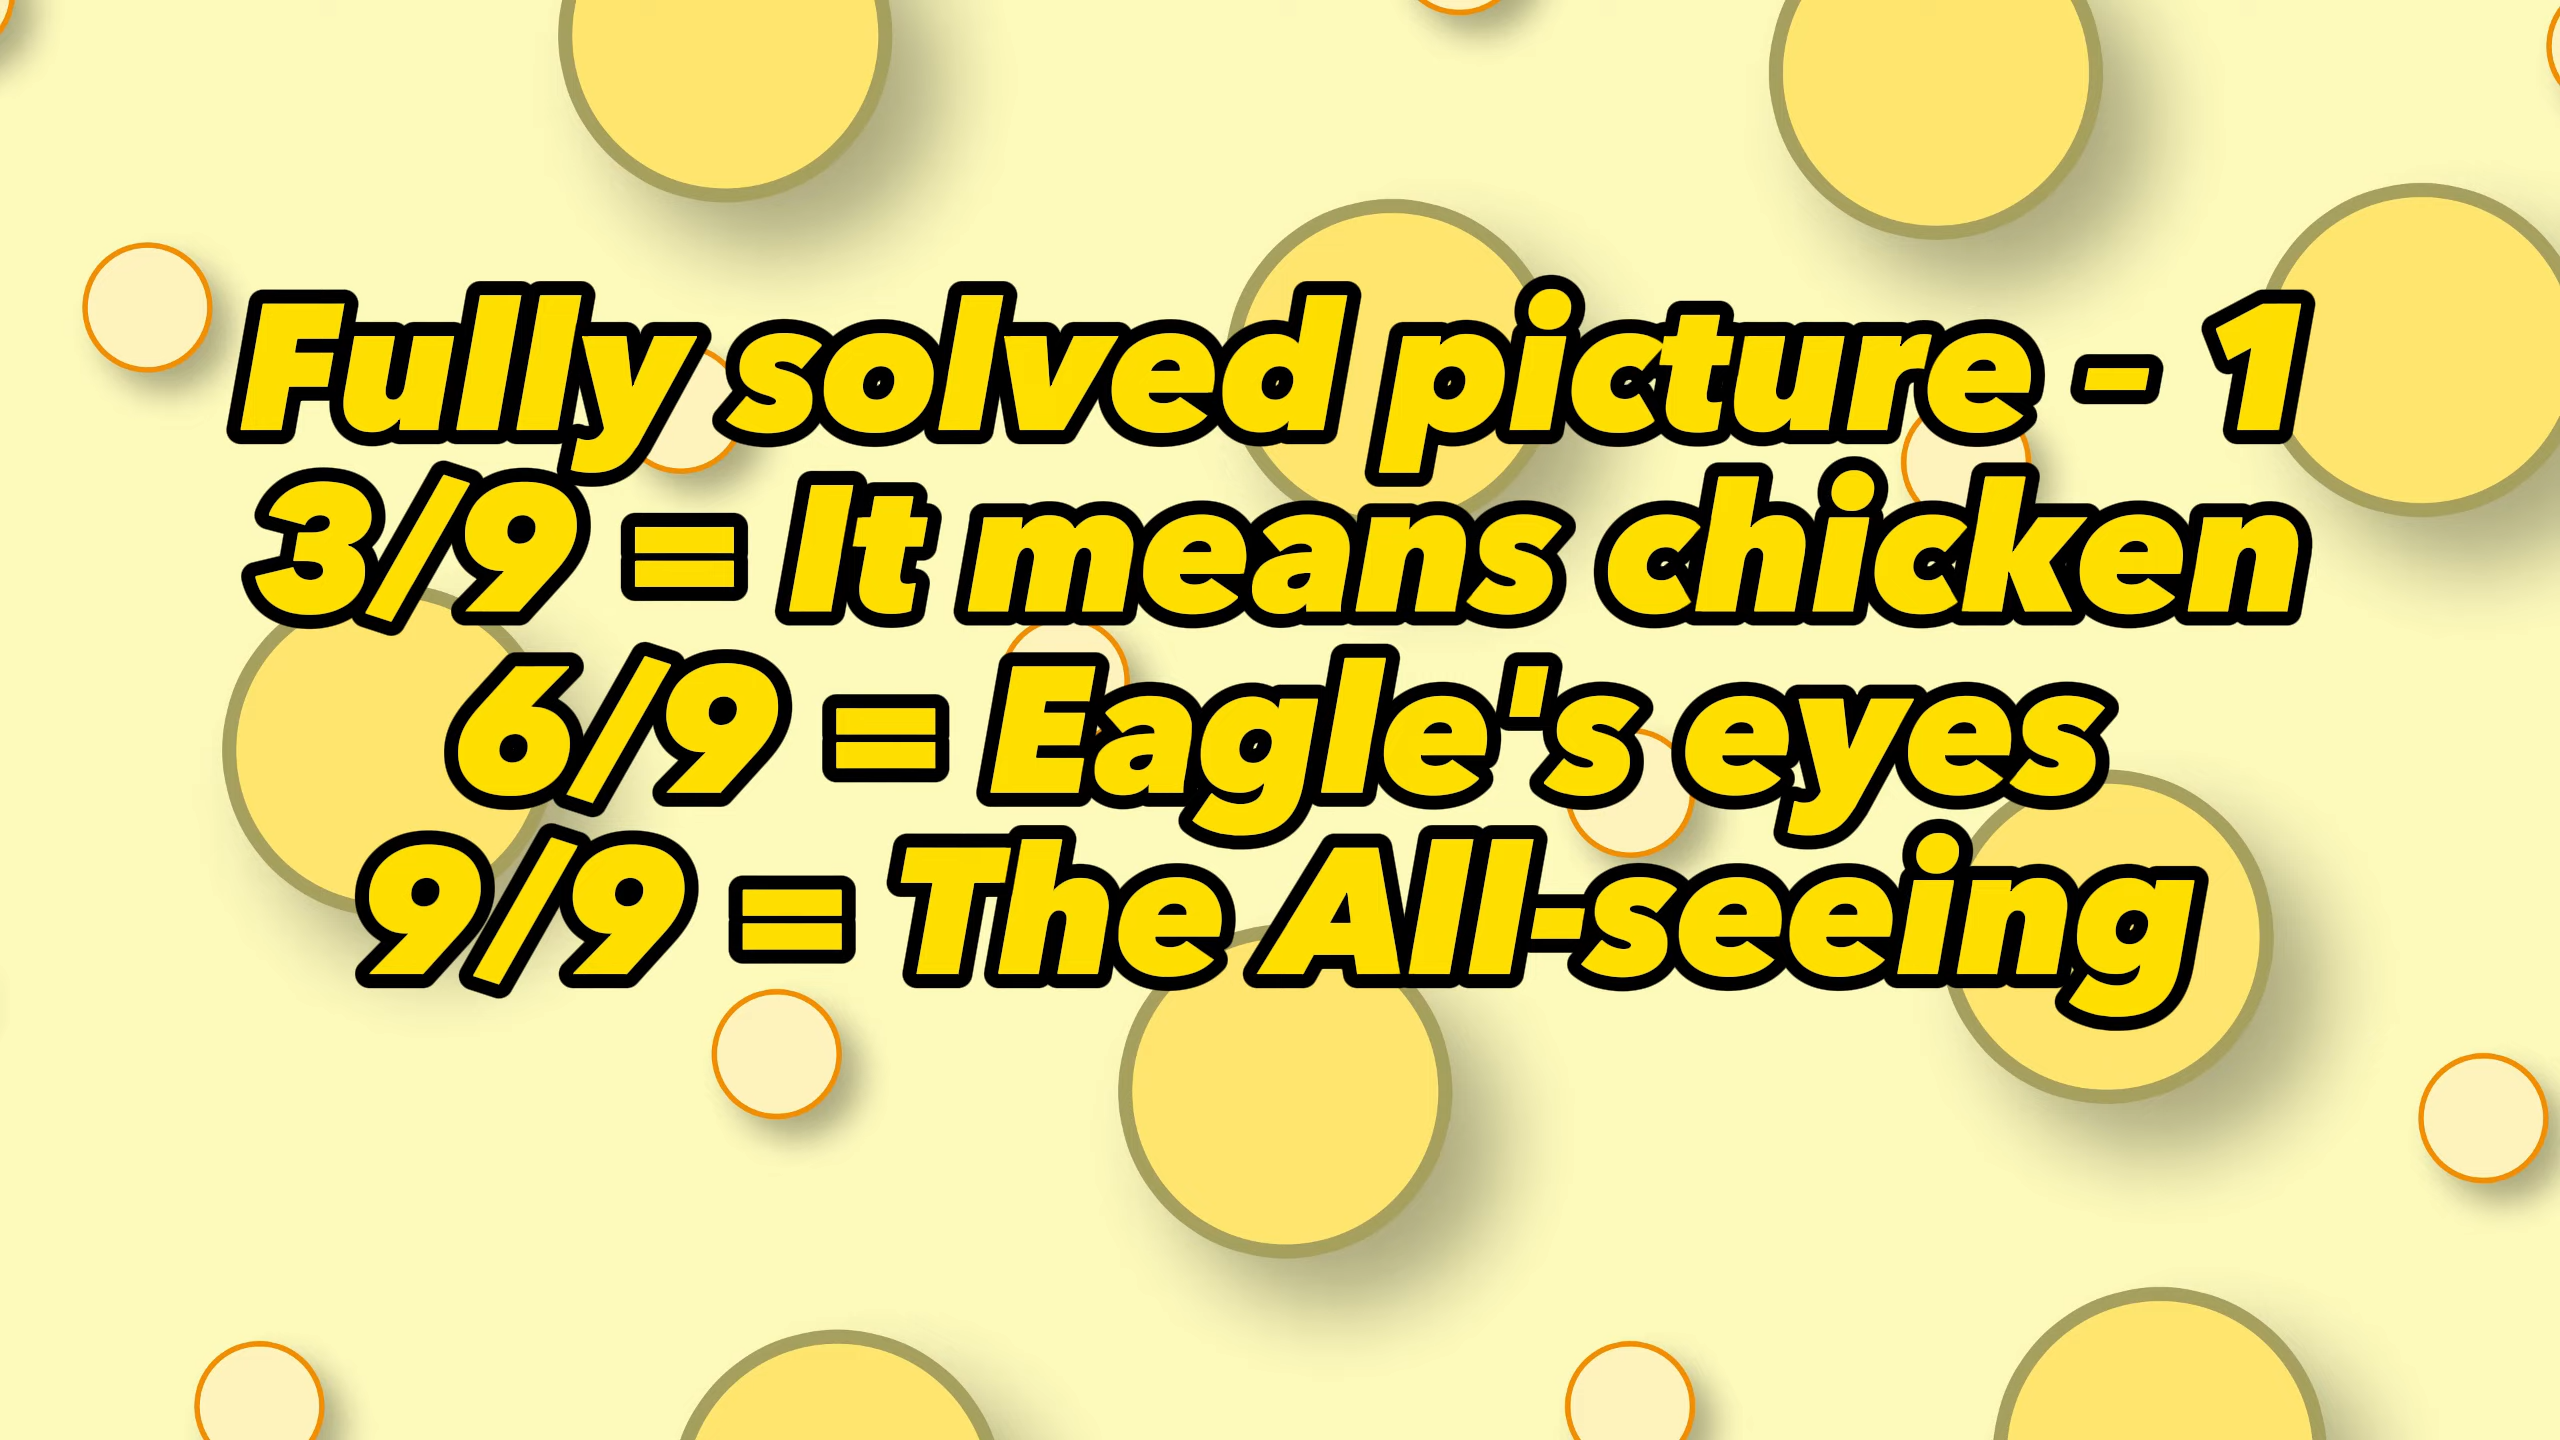 Fully solved picture - 1
3/9 = It means chicken
6/9 = Eagle's eyes
9/9 = The All-seeing